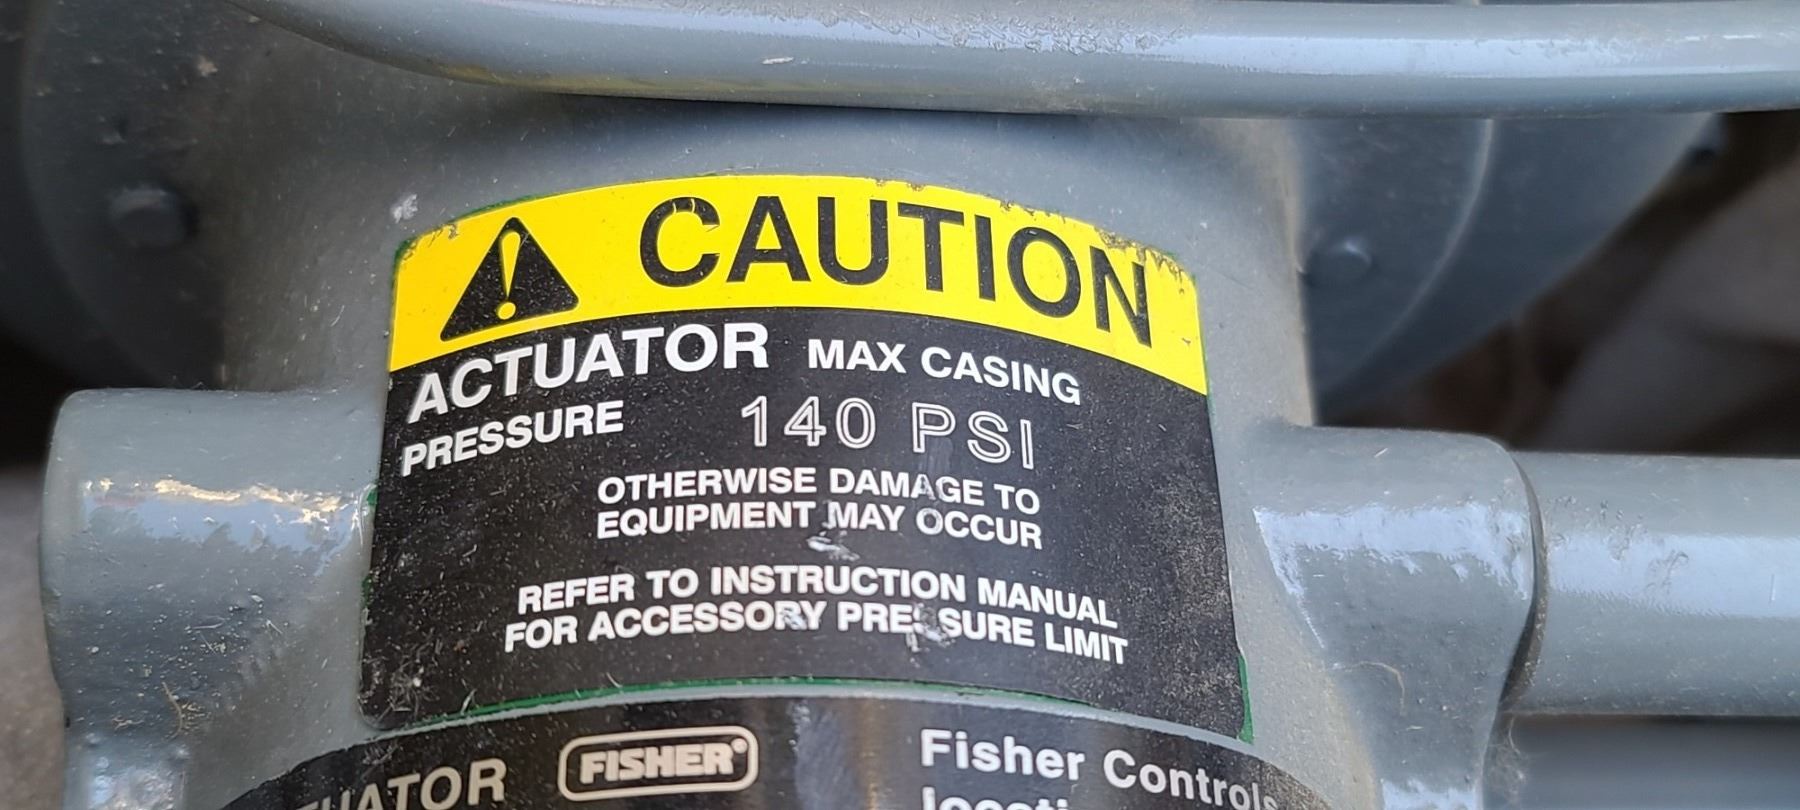 CAUTION
ACTUATOR MAX CASING
PRESSURE 140 PSI
OTHERWISE DAMAGE TO
EQUIPMENT MAY OCCUR
REFER TO INSTRUCTION MANUAL
FOR ACCESSORY PRESSURE LIMIT
TUATOR FISHER® Fisher Controls